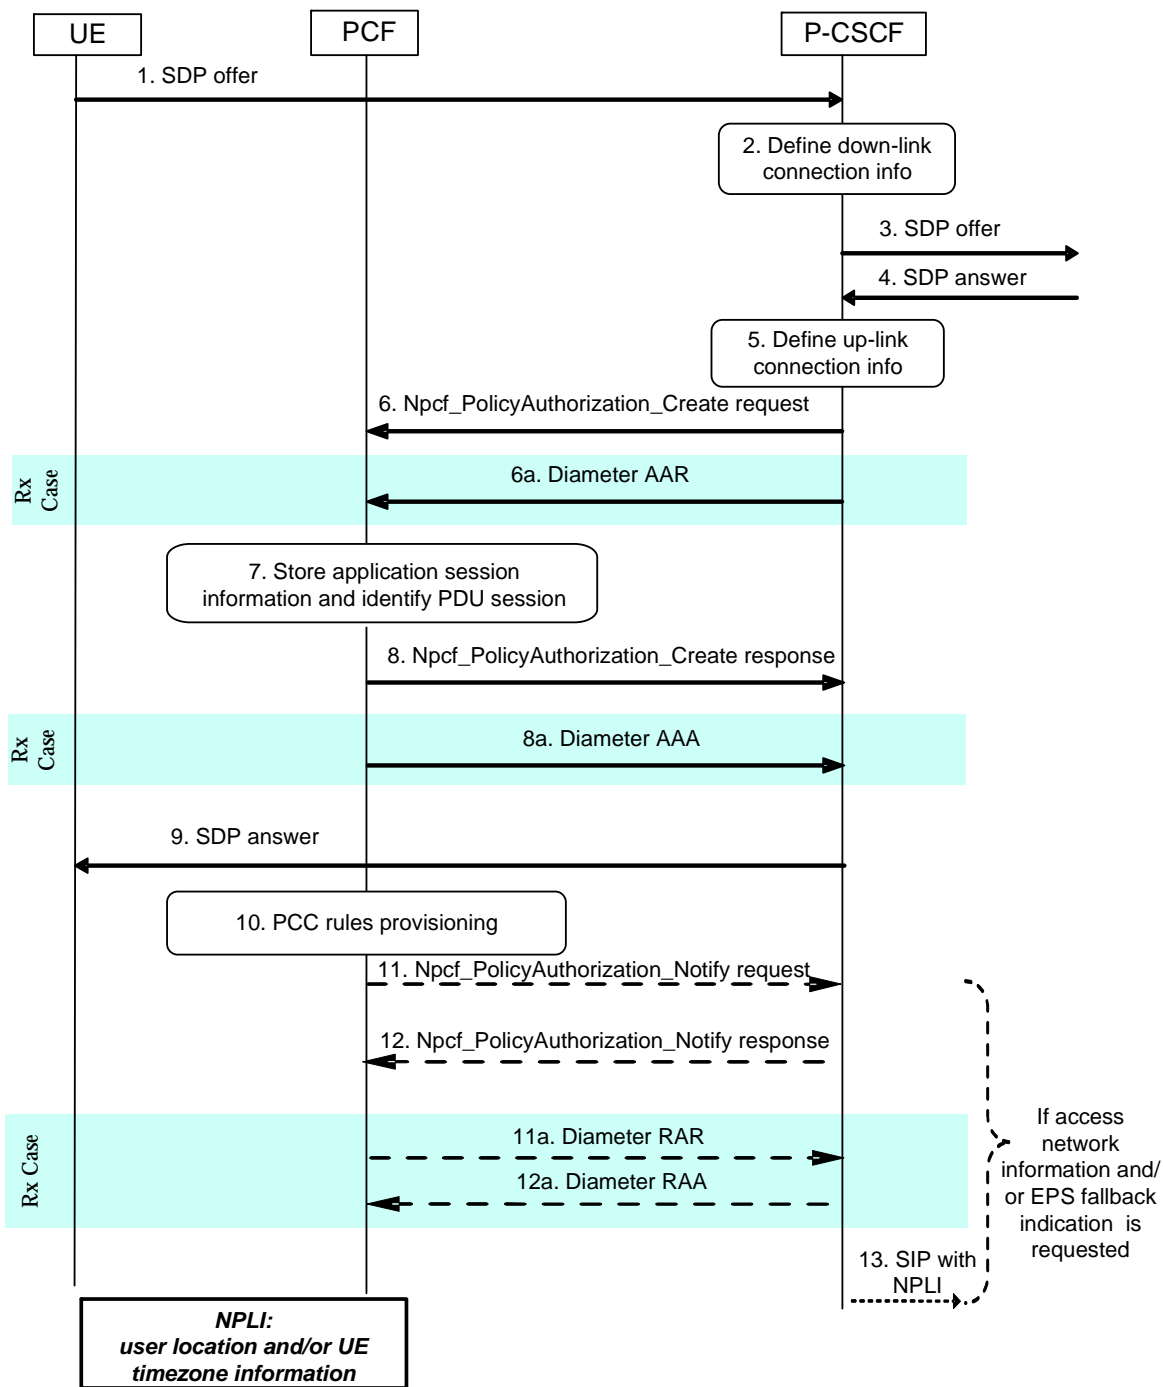 UE
PCF
P-CSCF
1. SDP offer
2. Define down-link
connection info
3. SDP offer
4. SDP answer
5. Define up-link
connection info
6. Npcf_PolicyAuthorization_Create request
Rx
Case
6a. Diameter AAR
7. Store application session
information and identify PDU session
8. Npcf_PolicyAuthorization_Create response
Rx
Case
8a. Diameter AAA
9. SDP answer
10. PCC rules provisioning
11. Npcf_PolicyAuthorization_Notify request
12. Npcf_PolicyAuthorization_Notify response
Rx Case
11a. Diameter RAR
12a. Diameter RAA
If access
network
information and/
or EPS fallback
indication is
requested
13. SIP with
NPLI
NPLI:
user location and/or UE
timezone information